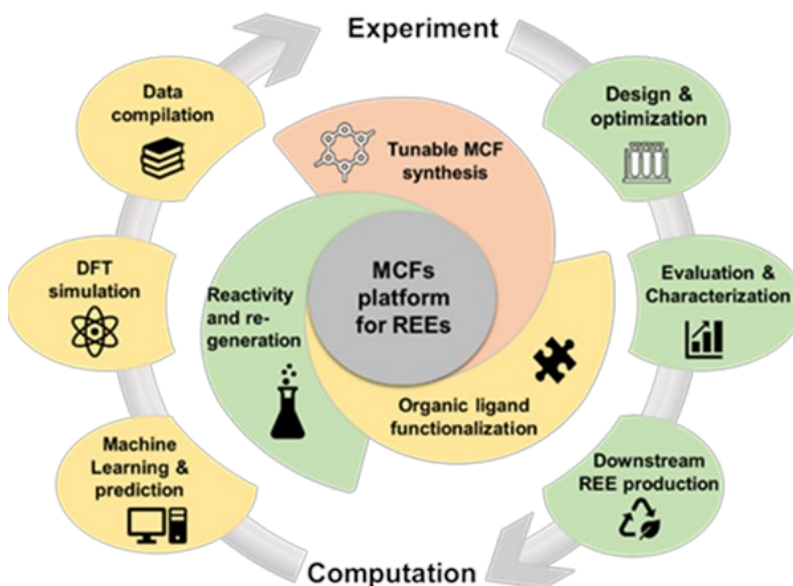 Experiment
Data
compilation
Design &
optimization
Tunable MCF
synthesis
DFT
simulation
Reactivity
and re-
generation
MCFs
platform
for REEs
Evaluation &
Characterization
Organic ligand
functionalization
Machine
Learning &
prediction
Downstream
REE production
Computation